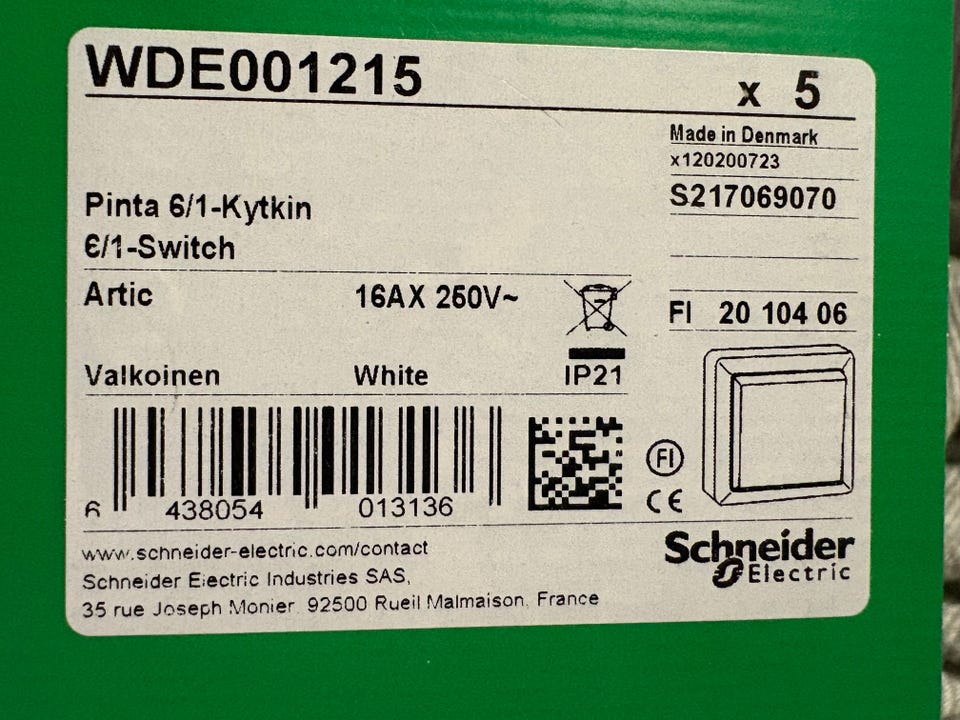 WDE001215
x 5
Made in Denmark
x120200723
S217069070
Pinta 6/1-Kytkin
6/1-Switch
Artic 16AX 250V~
FI 20 104 06
Valkoinen White IP21
6 438054 013136
FI
CE
www.schneider-electric.com/contact
Schneider Electric Industries SAS,
35 rue Joseph Monier, 92500 Rueil Malmaison, France
Schneider
Electric